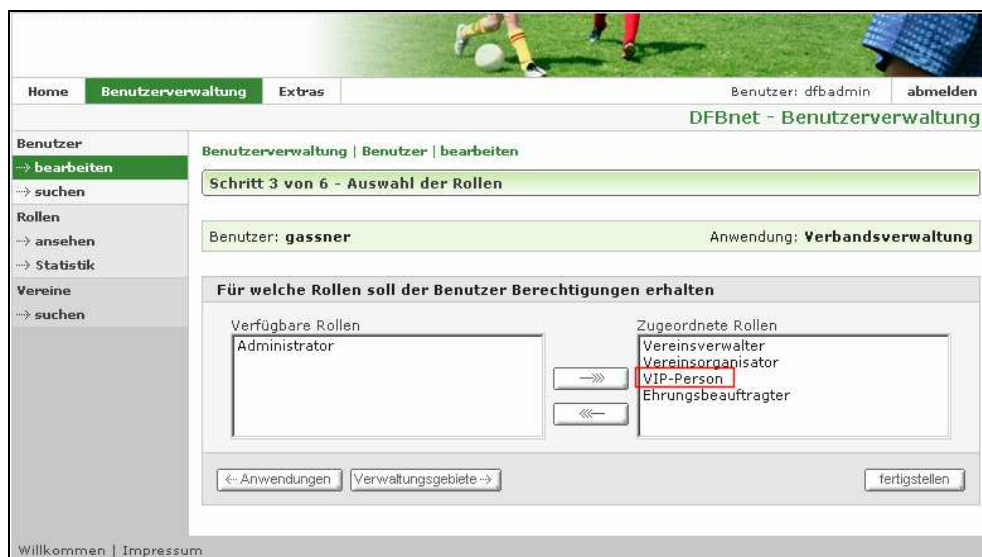 Home Benutzerverwaltung Extras Benutzer: dfbadmin abmelden
DFBnet - Benutzerverwaltung
Benutzer
bearbeiten
suchen
Rollen
ansehen
Statistik
Vereine
suchen
Benutzerverwaltung | Benutzer | bearbeiten
Schritt 3 von 6 - Auswahl der Rollen
Benutzer: gassner Anwendung: Verbandsverwaltung
Für welche Rollen soll der Benutzer Berechtigungen erhalten
Verfügbare Rollen
Administrator
Zugeordnete Rollen
Vereinsverwalter
Vereinsorganisator
VIP-Person
Ehrungsbeauftragter
Anwendungen Verwaltungsgebiete fertigstellen
Willkommen | Impressum